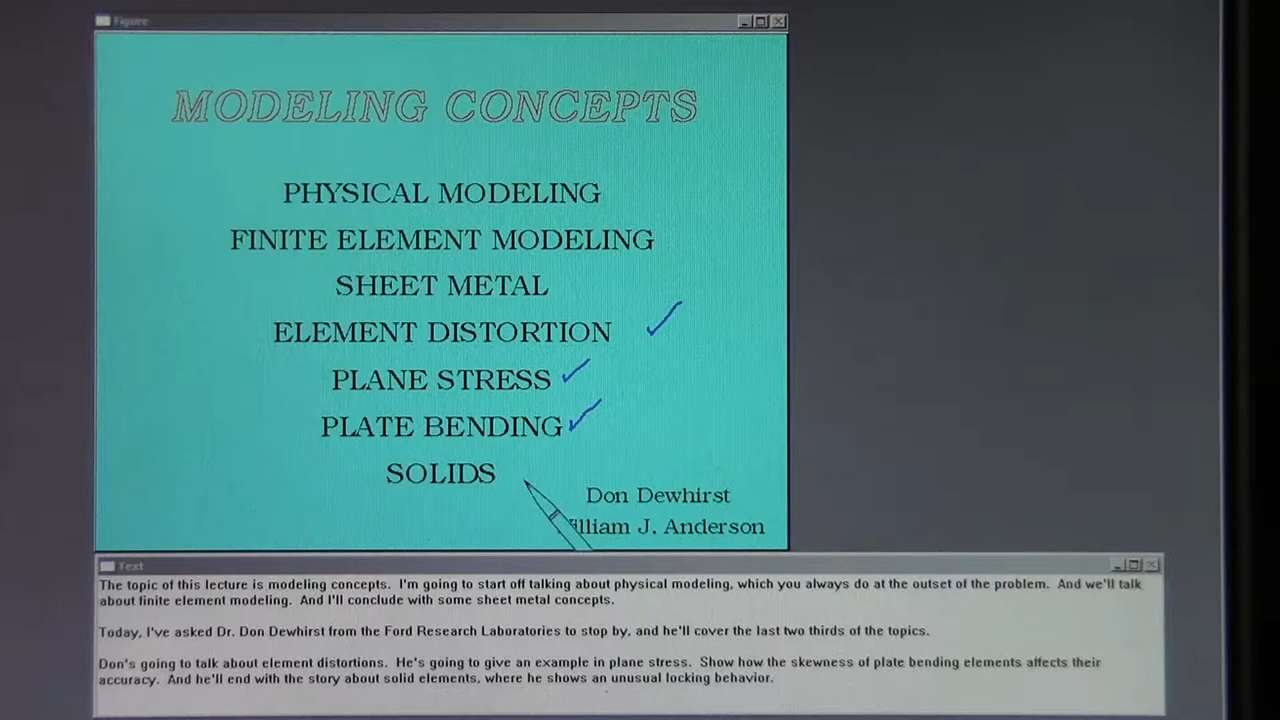 Figure
MODELING CONCEPTS
PHYSICAL MODELING
FINITE ELEMENT MODELING
SHEET METAL
ELEMENT DISTORTION
PLANE STRESS
PLATE BENDING
SOLIDS
Don Dewhirst
William J. Anderson
Text
The topic of this lecture is modeling concepts. I'm going to start off talking about physical modeling, which you always do at the outset of the problem. And we'll talk
about finite element modeling. And I'll conclude with some sheet metal concepts.
Today, I've asked Dr. Don Dewhirst from the Ford Research Laboratories to stop by, and he'll cover the last two thirds of the topics.
Don's going to talk about element distortions. He's going to give an example in plane stress. Show how the skewness of plate bending elements affects their
accuracy. And he'll end with the story about solid elements, where he shows an unusual locking behavior.